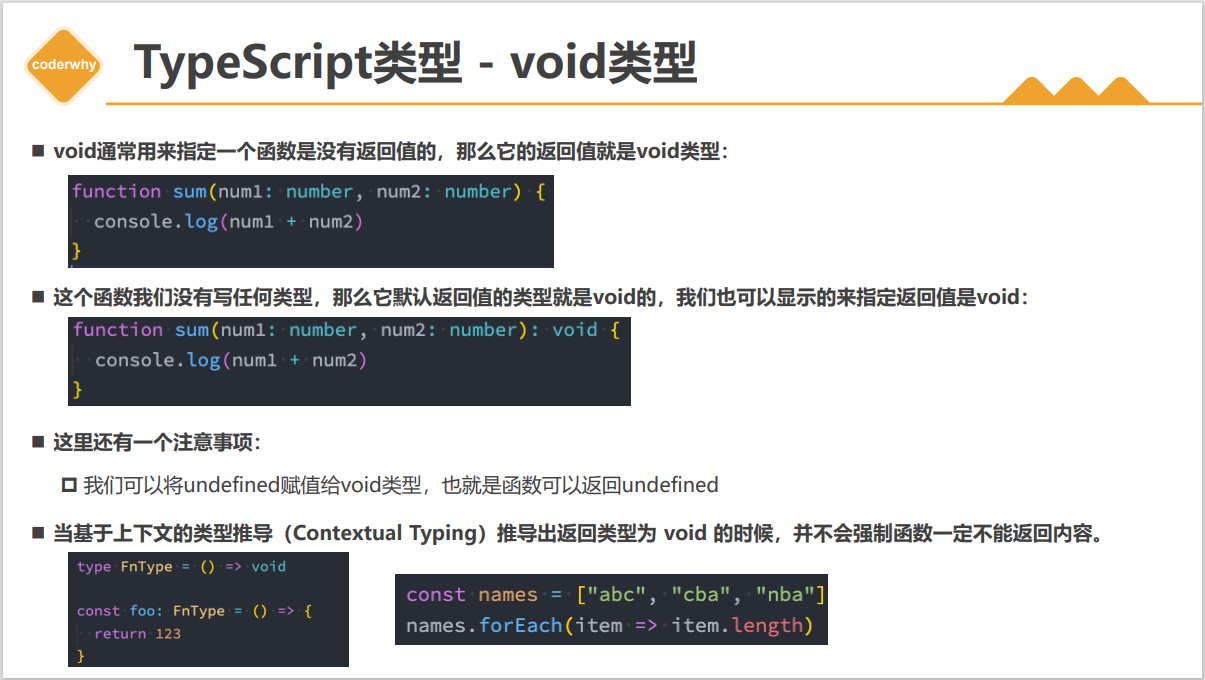 coderwhy
TypeScript类型 - void类型
void通常用来指定一个函数是没有返回值的，那么它的返回值就是void类型：
function sum(num1: number, num2: number) {
  console.log(num1 + num2)
}
这个函数我们没有写任何类型，那么它默认返回值的类型就是void的，我们也可以显示的来指定返回值是void：
function sum(num1: number, num2: number): void {
  console.log(num1 + num2)
}
这里还有一个注意事项：
我们可以将undefined赋值给void类型，也就是函数可以返回undefined
当基于上下文的类型推导（Contextual Typing）推导出返回类型为 void 的时候，并不会强制函数一定不能返回内容。
type FnType = () => void
const foo: FnType = () => {
  return 123
}
const names = ["abc", "cba", "nba"]
names.forEach(item => item.length)